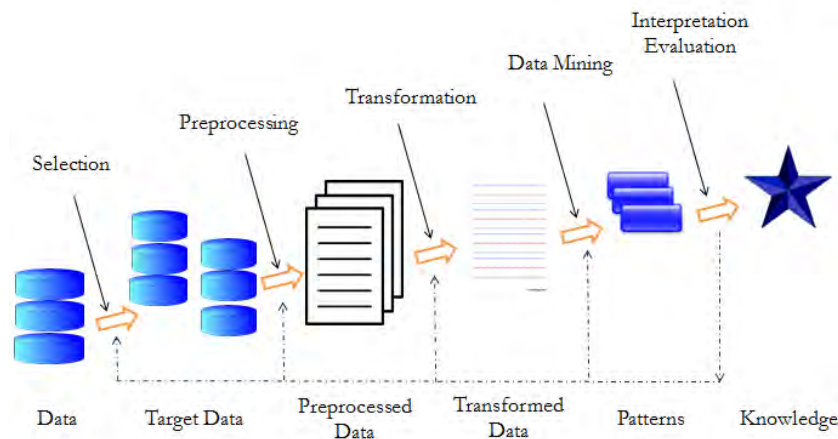 Interpretation
Evaluation
Data Mining
Transformation
Preprocessing
Selection
Data
Target Data
Preprocessed
Data
Transformed
Data
Patterns
Knowledge